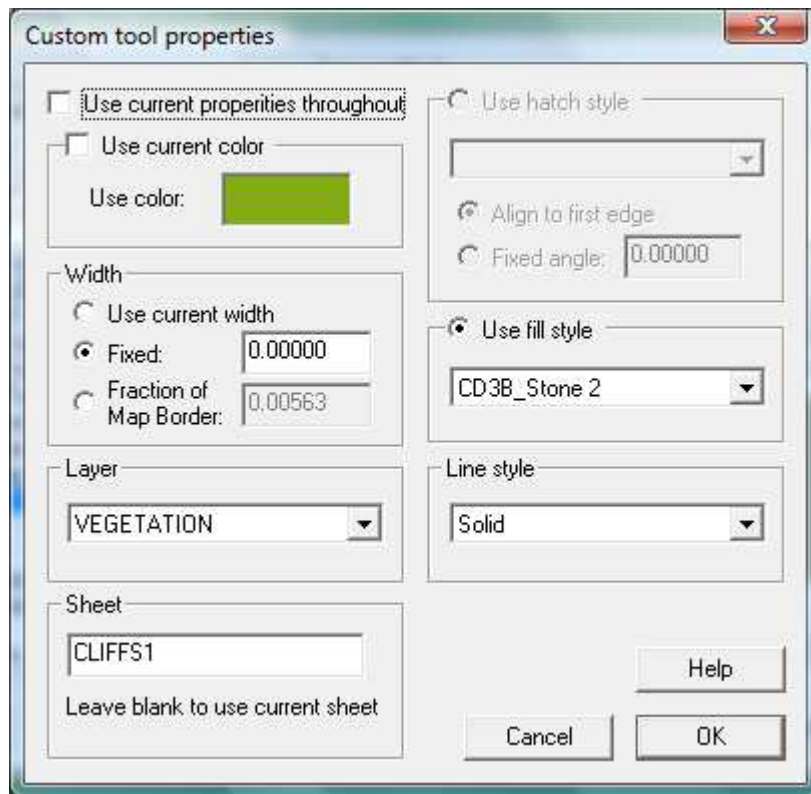 Custom tool properties
Use current properities throughout
Use current color
Use color:
Width
Use current width
Fixed: 0.00000
Fraction of
Map Border: 0.00563
Layer
VEGETATION
Sheet
CLIFFS1
Leave blank to use current sheet
Use hatch style
Align to first edge
Fixed angle: 0.00000
Use fill style
CD3B_Stone 2
Line style
Solid
Help
Cancel OK